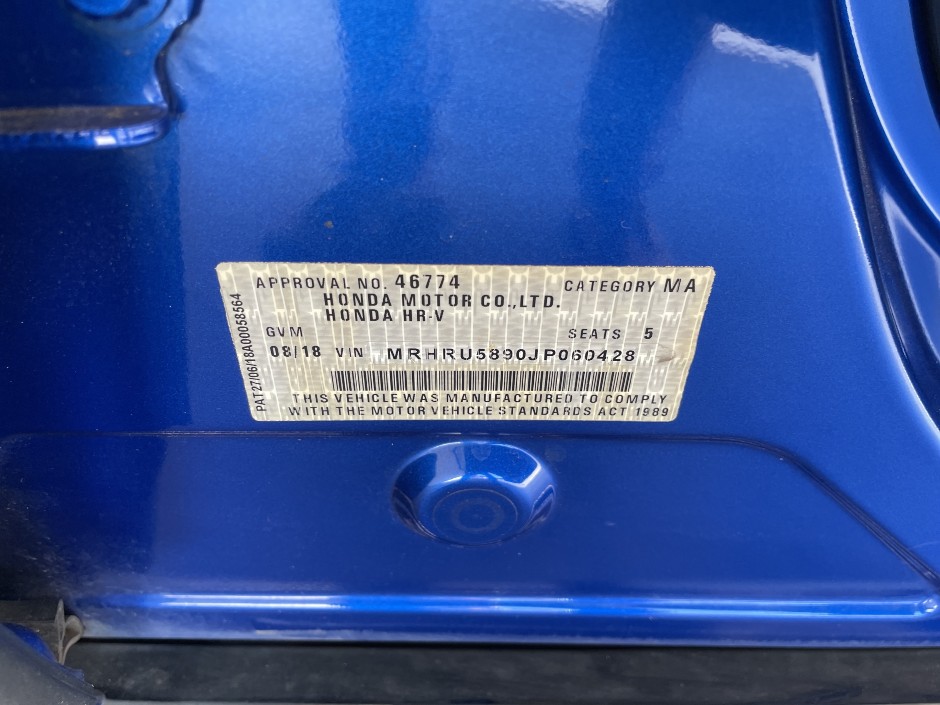 APPROVAL NO. 46774 CATEGORY MA
HONDA MOTOR CO.,LTD.
HONDA HR-V
GVM SEATS 5
08/18 VIN MRHRU5890JP060428
THIS VEHICLE WAS MANUFACTURED TO COMPLY
WITH THE MOTOR VEHICLE STANDARDS ACT 1989
PAT27/06/18A00058564